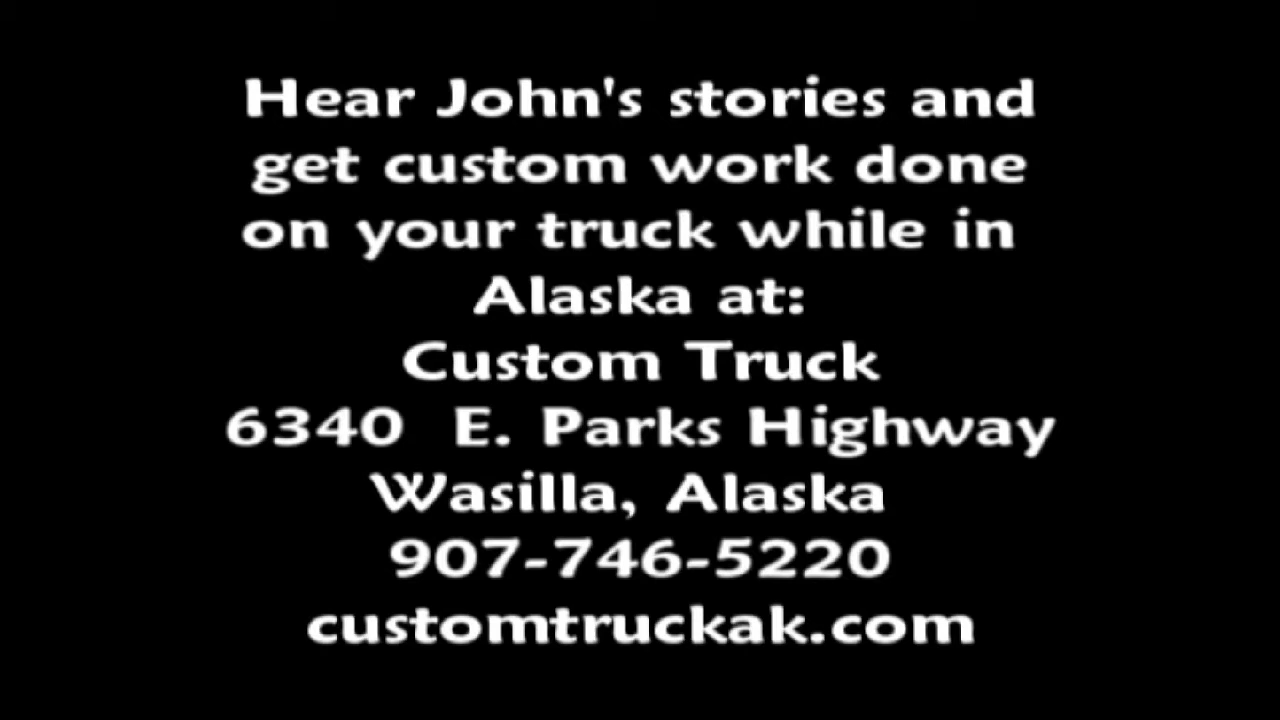 Hear John's stories and
get custom work done
on your truck while in
Alaska at:
Custom Truck
6340  E. Parks Highway
Wasilla, Alaska
907-746-5220
customtruckak.com